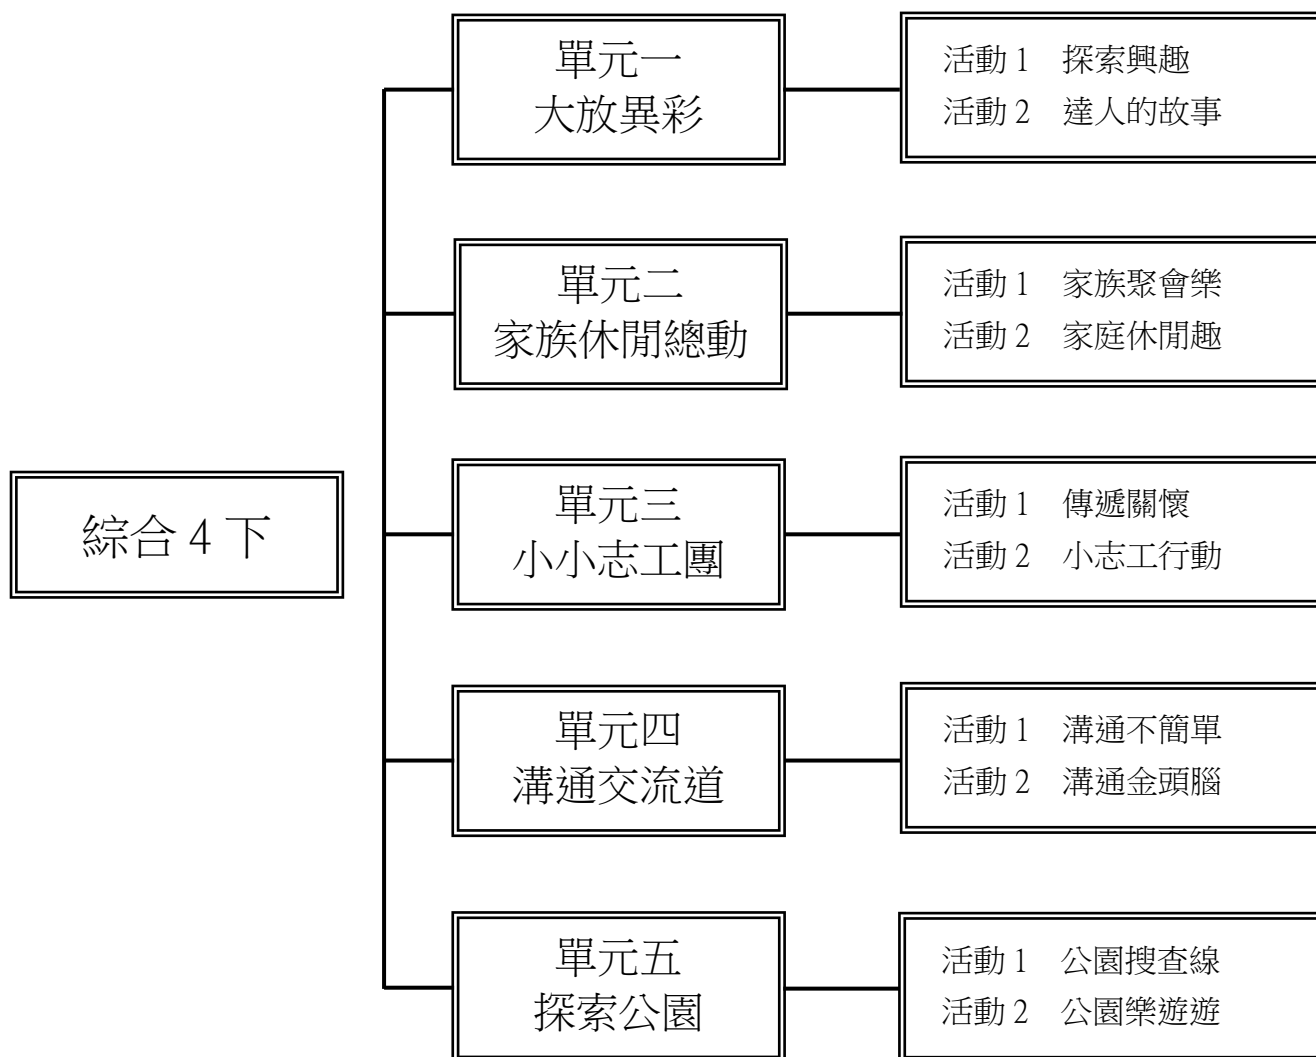 綜合 4 下
單元一
大放異彩
活動 1　探索興趣
活動 2　達人的故事
單元二
家族休閒總動
活動 1　家族聚會樂
活動 2　家庭休閒趣
單元三
小小志工團
活動 1　傳遞關懷
活動 2　小志工行動
單元四
溝通交流道
活動 1　溝通不簡單
活動 2　溝通金頭腦
單元五
探索公園
活動 1　公園搜查線
活動 2　公園樂遊遊